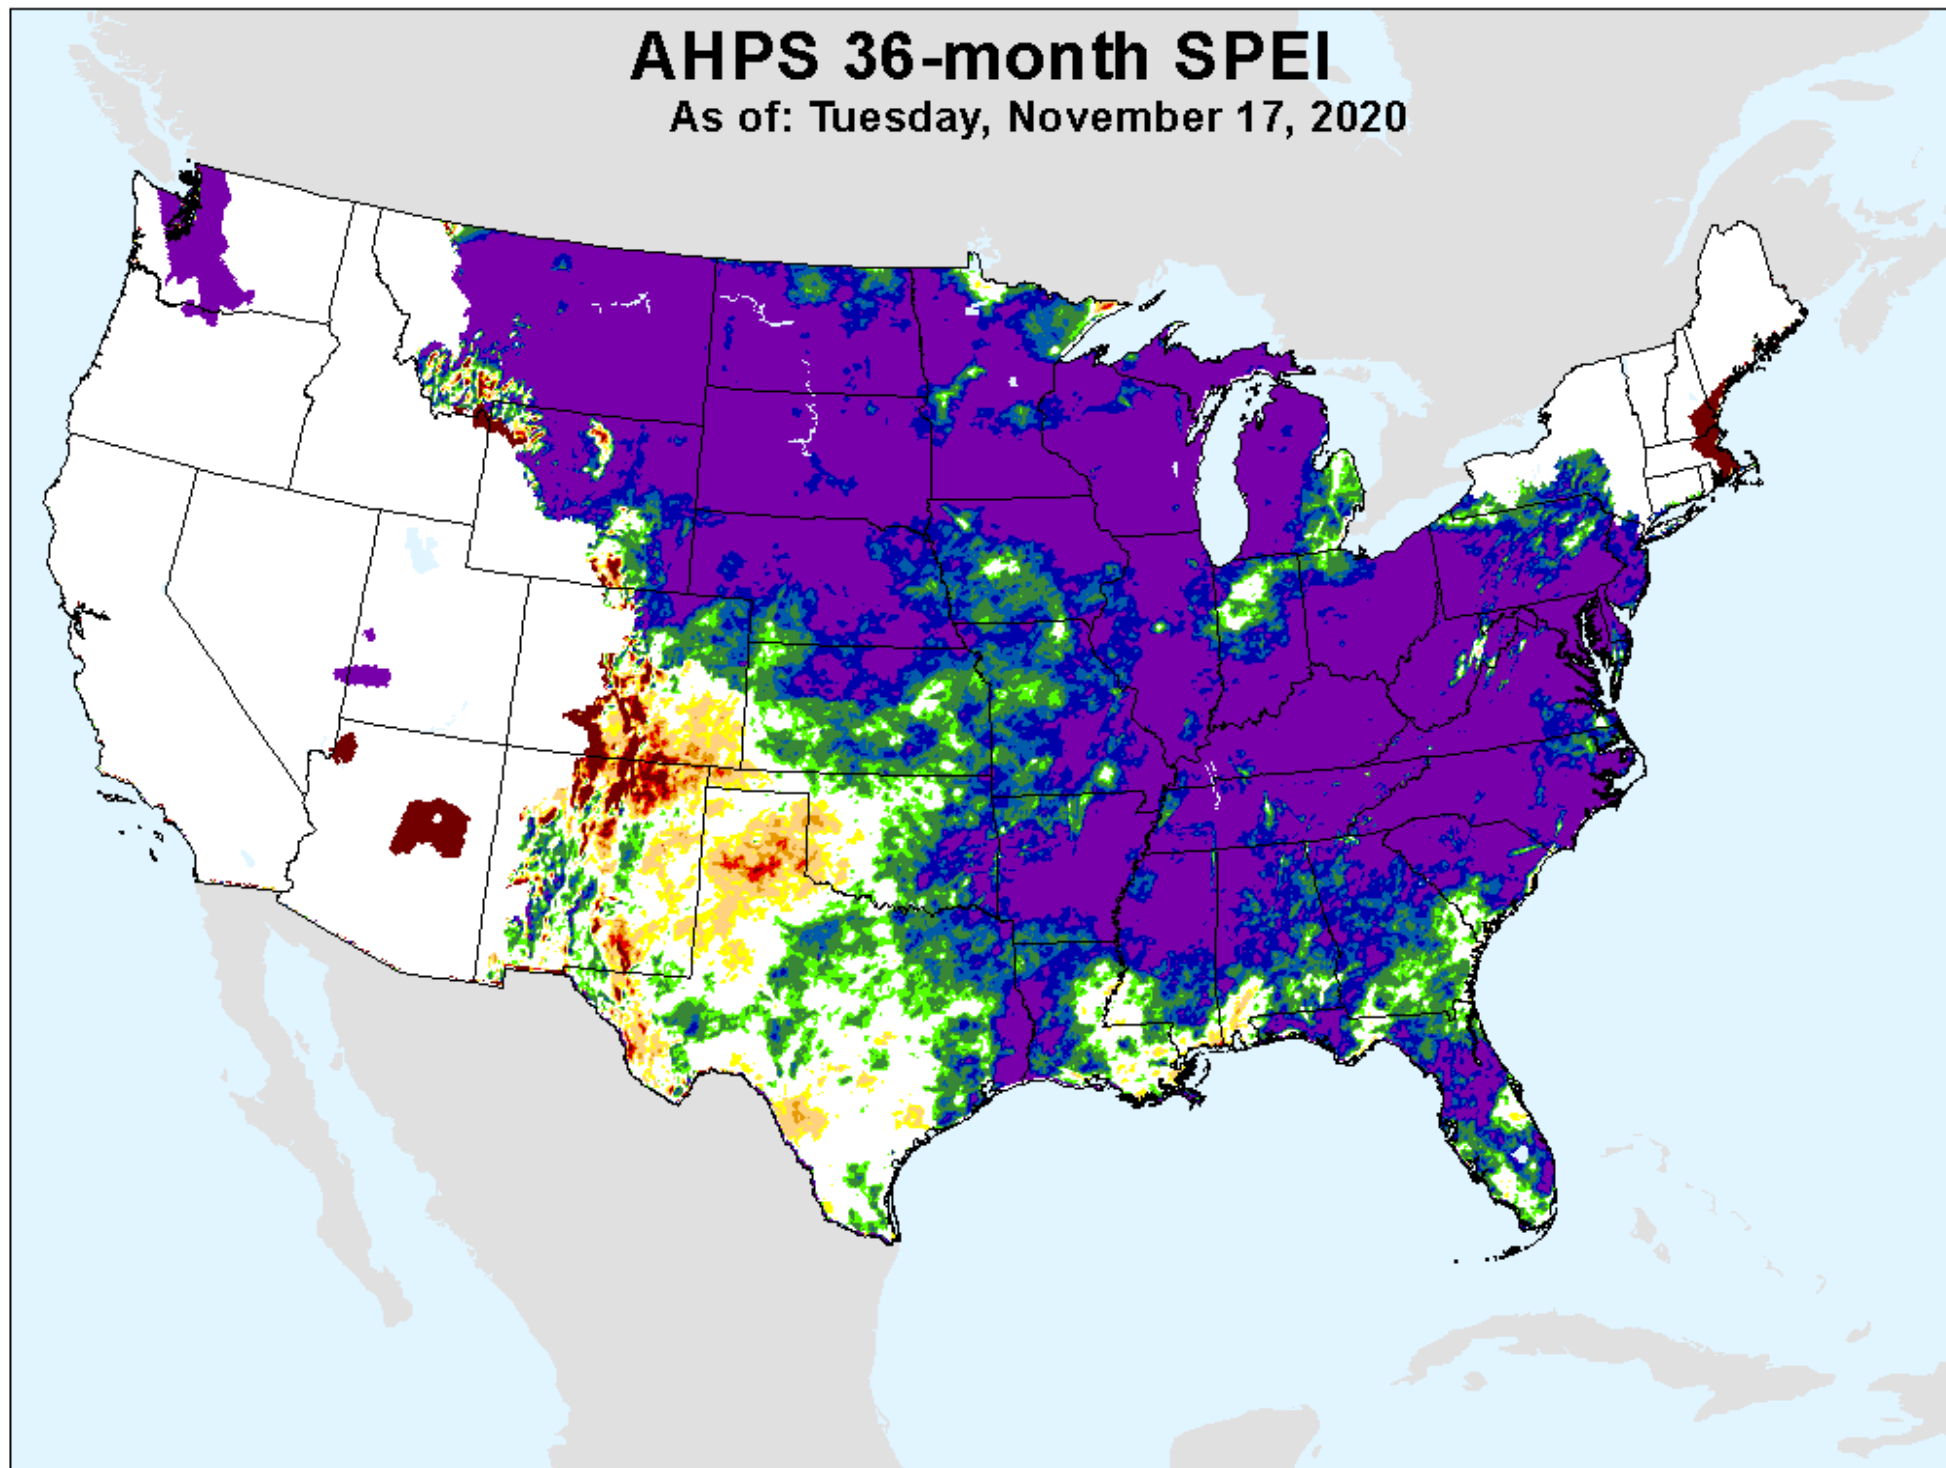 AHPS 36-month SPEI
As of: Tuesday, November 17, 2020